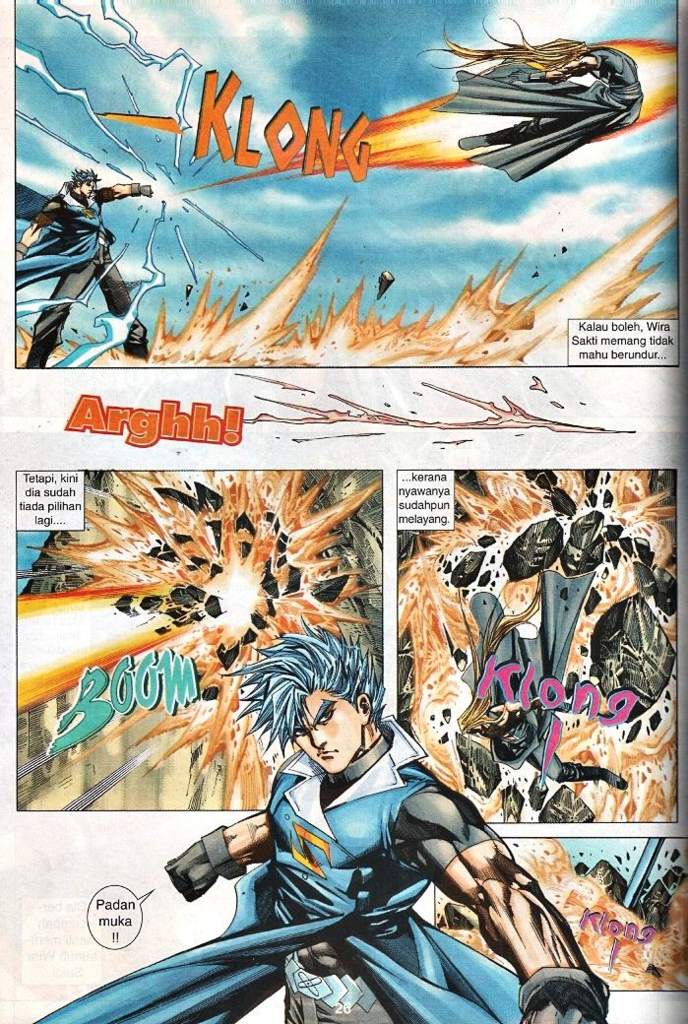 KLONG
Kalau boleh, Wira
Sakti memang tidak
mahu berundur...
Arghh!
Tetapi, kini
dia sudah
tiada pilihan
lagi....
...kerana
nyawanya
sudahpun
melayang.
BOOM
Klong
!
Padan
muka
!!
Klong
!
26